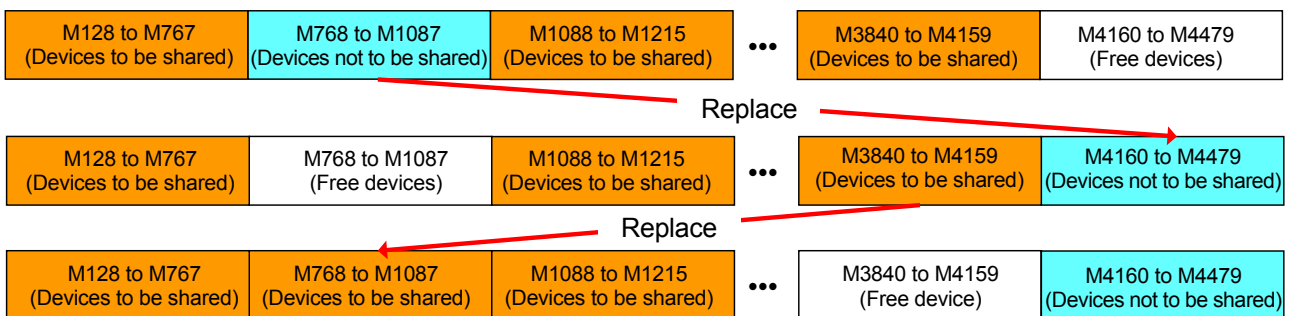 M128 to M767
(Devices to be shared)
M768 to M1087
(Devices not to be shared)
M1088 to M1215
(Devices to be shared)
•••
M3840 to M4159
(Devices to be shared)
M4160 to M4479
(Free devices)
Replace
M128 to M767
(Devices to be shared)
M768 to M1087
(Free devices)
M1088 to M1215
(Devices to be shared)
•••
M3840 to M4159
(Devices to be shared)
M4160 to M4479
(Devices not to be shared)
Replace
M128 to M767
(Devices to be shared)
M768 to M1087
(Devices to be shared)
M1088 to M1215
(Devices to be shared)
•••
M3840 to M4159
(Free device)
M4160 to M4479
(Devices not to be shared)